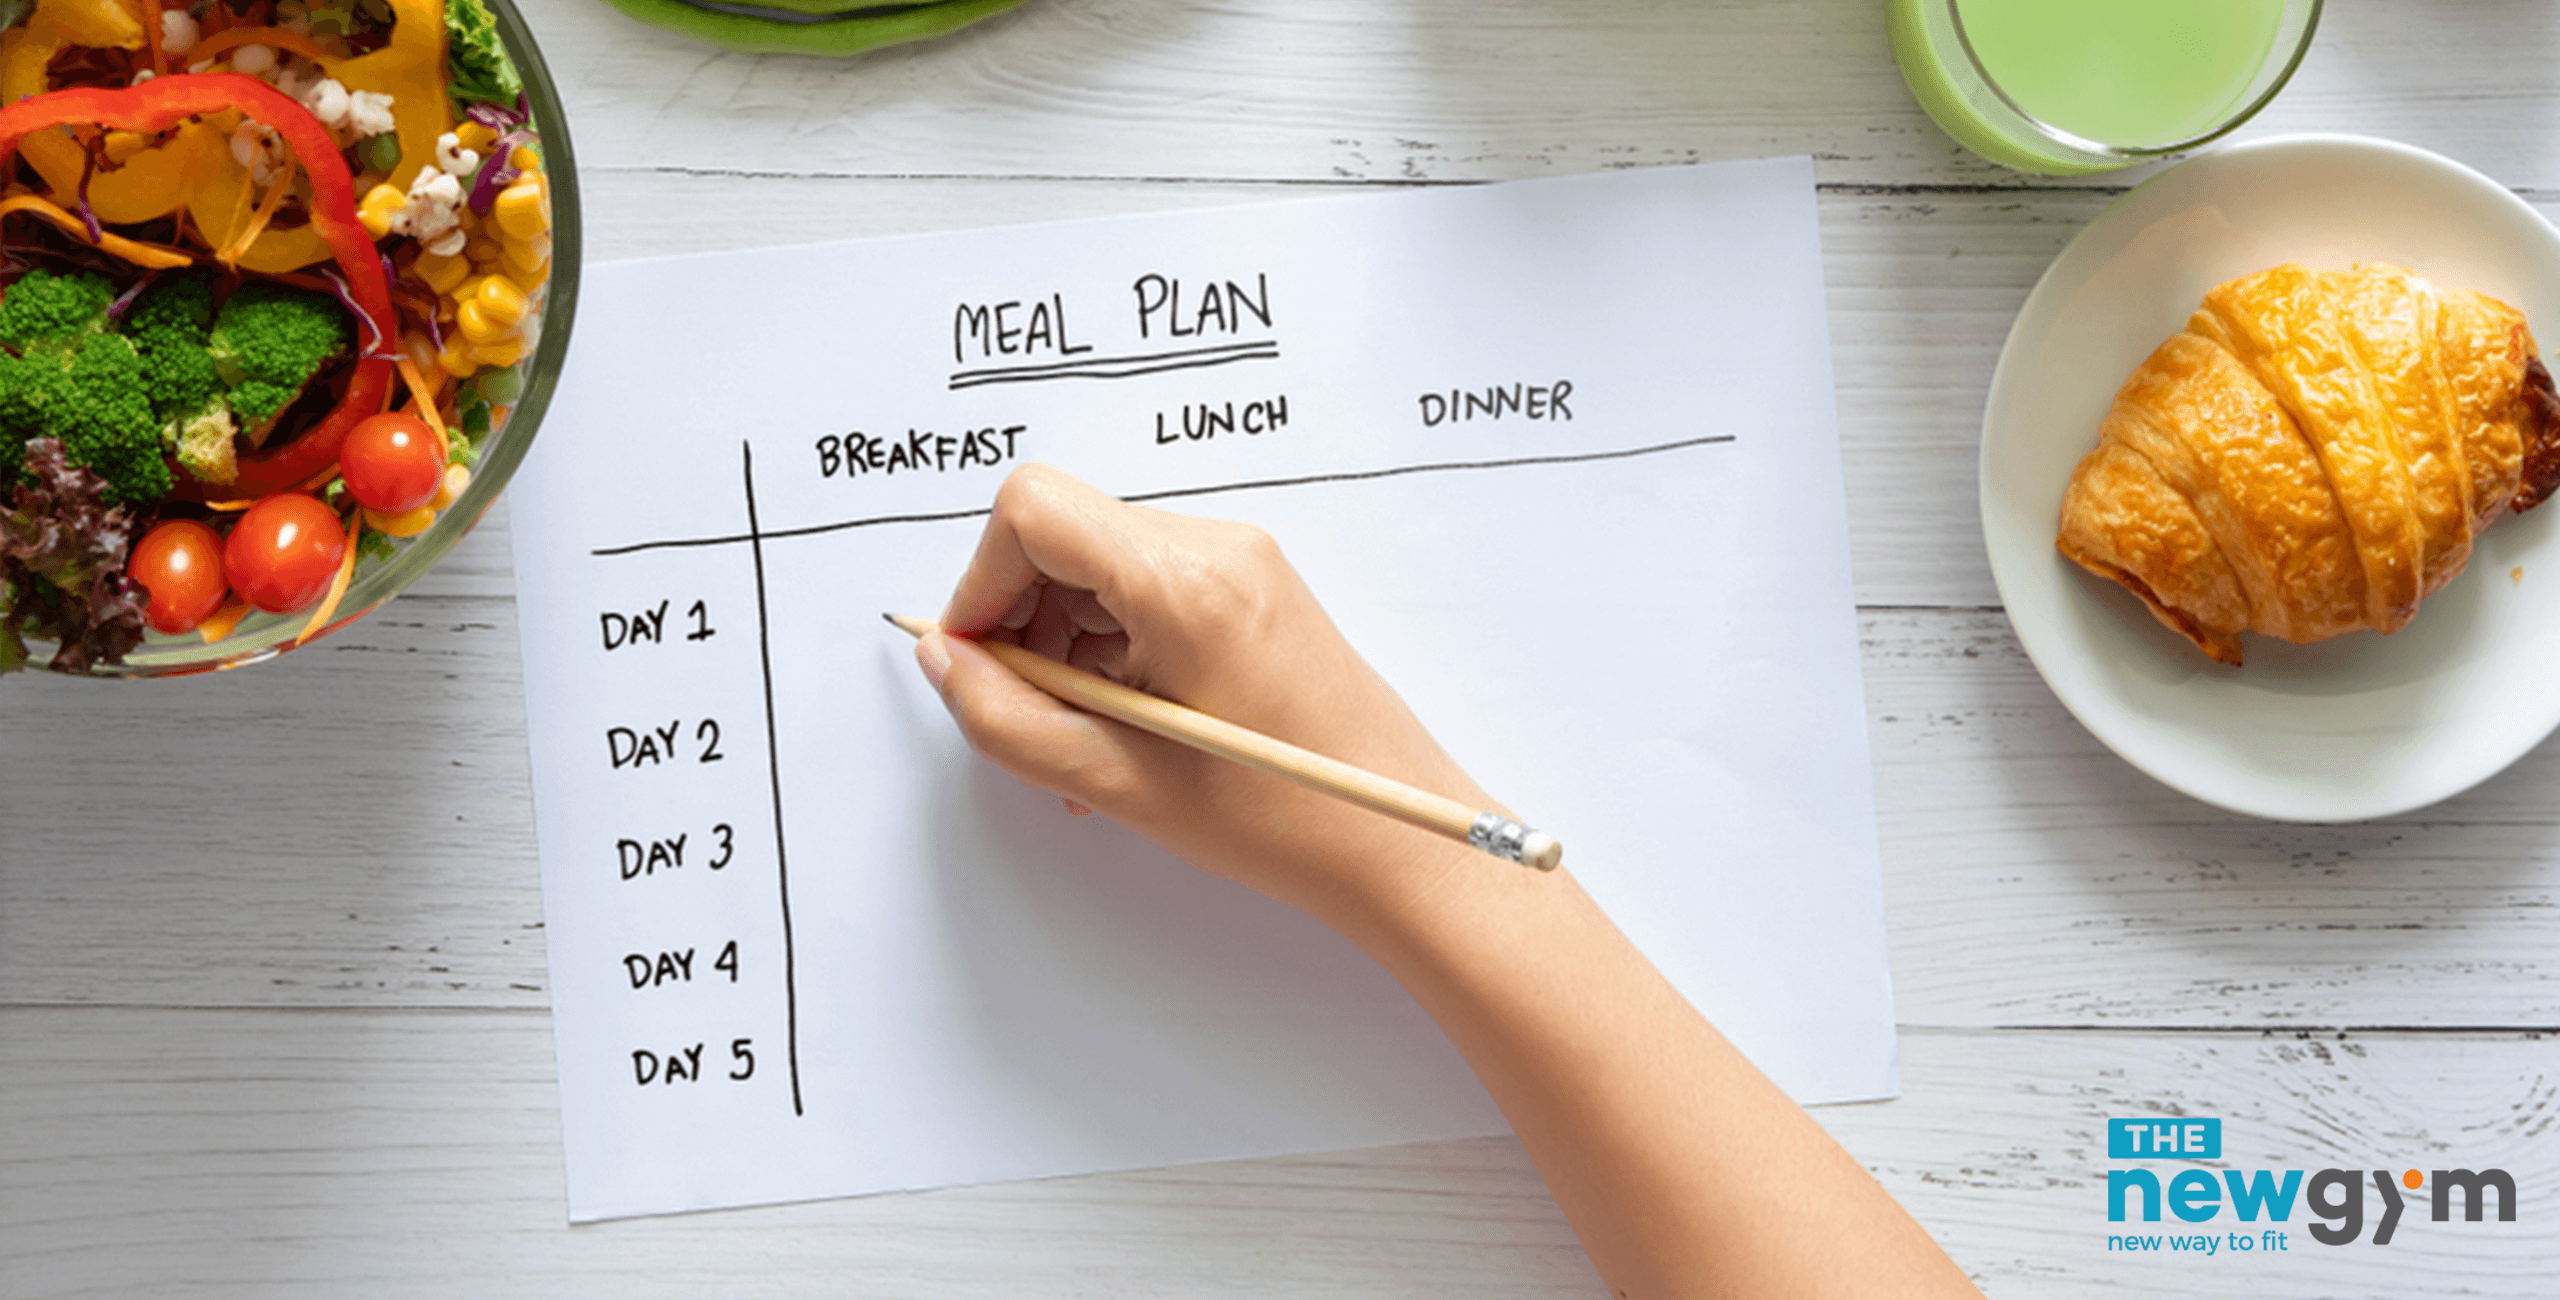 MEAL PLAN
BREAKFAST LUNCH DINNER
DAY 1
DAY 2
DAY 3
DAY 4
DAY 5
THE
newgym
new way to fit